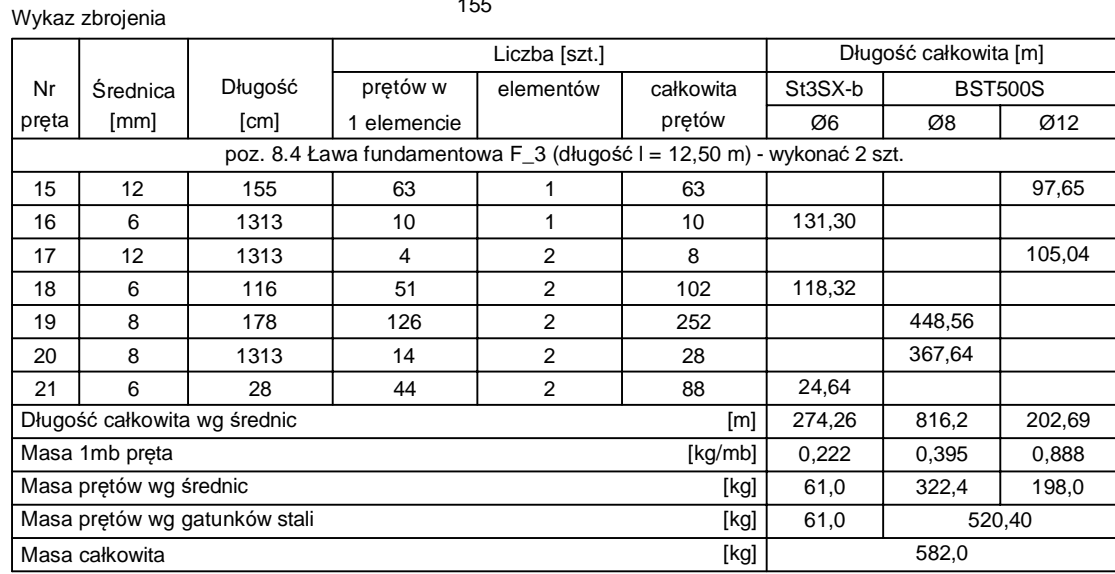 155
Wykaz zbrojenia
Nr pręta Średnica [mm] Długość [cm] Liczba [szt.] Długość całkowita [m]
prętów w 1 elemencie elementów całkowita prętów St3SX-b BST500S
Ø6 Ø8 Ø12
poz. 8.4 Ława fundamentowa F_3 (długość l = 12,50 m) - wykonać 2 szt.
15 12 155 63 1 63 97,65
16 6 1313 10 1 10 131,30
17 12 1313 4 2 8 105,04
18 6 116 51 2 102 118,32
19 8 178 126 2 252 448,56
20 8 1313 14 2 28 367,64
21 6 28 44 2 88 24,64
Długość całkowita wg średnic [m] 274,26 816,2 202,69
Masa 1mb pręta [kg/mb] 0,222 0,395 0,888
Masa prętów wg średnic [kg] 61,0 322,4 198,0
Masa prętów wg gatunków stali [kg] 61,0 520,40
Masa całkowita [kg] 582,0